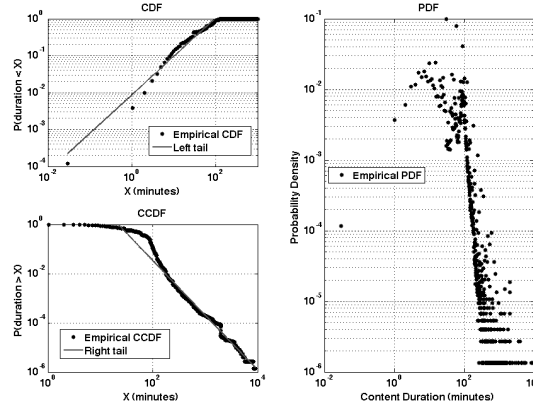 CDF
10^0
10^-1
10^-2
10^-3
10^-4
P(duration < X)
Empirical CDF
Left tail
10^-2 10^0 10^2
X (minutes)
CCDF
10^0
10^-2
10^-4
10^-6
P(duration > X)
Empirical CCDF
Right tail
10^0 10^2 10^4
X (minutes)
PDF
10^-1
10^-2
10^-3
10^-4
10^-5
10^-6
Probability Density
Empirical PDF
10^-2 10^0 10^2
Content Duration (minutes)